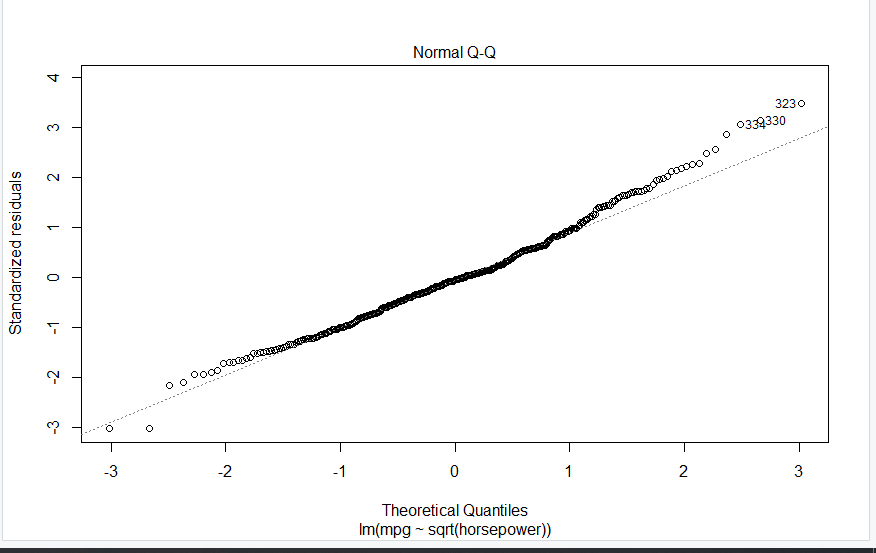 Normal Q-Q
4
3
2
1
0
-1
-2
-3
Standardized residuals
323
334
330
-3 -2 -1 0 1 2 3
Theoretical Quantiles
lm(mpg ~ sqrt(horsepower))